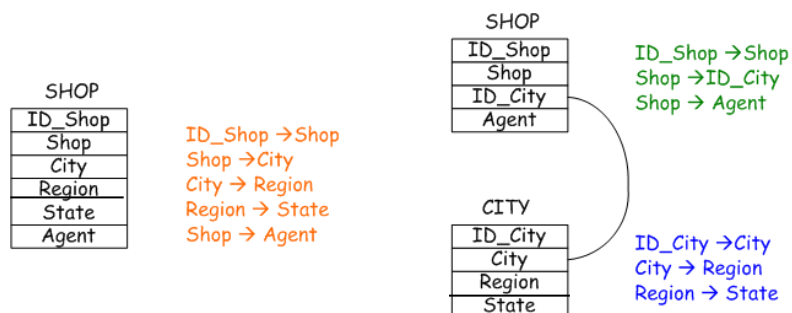 SHOP
ID_Shop
Shop
City
Region
State
Agent
ID_Shop →Shop
Shop →City
City → Region
Region → State
Shop → Agent
SHOP
ID_Shop
Shop
ID_City
Agent
ID_Shop →Shop
Shop →ID_City
Shop → Agent
CITY
ID_City
City
Region
State
ID_City →City
City → Region
Region → State